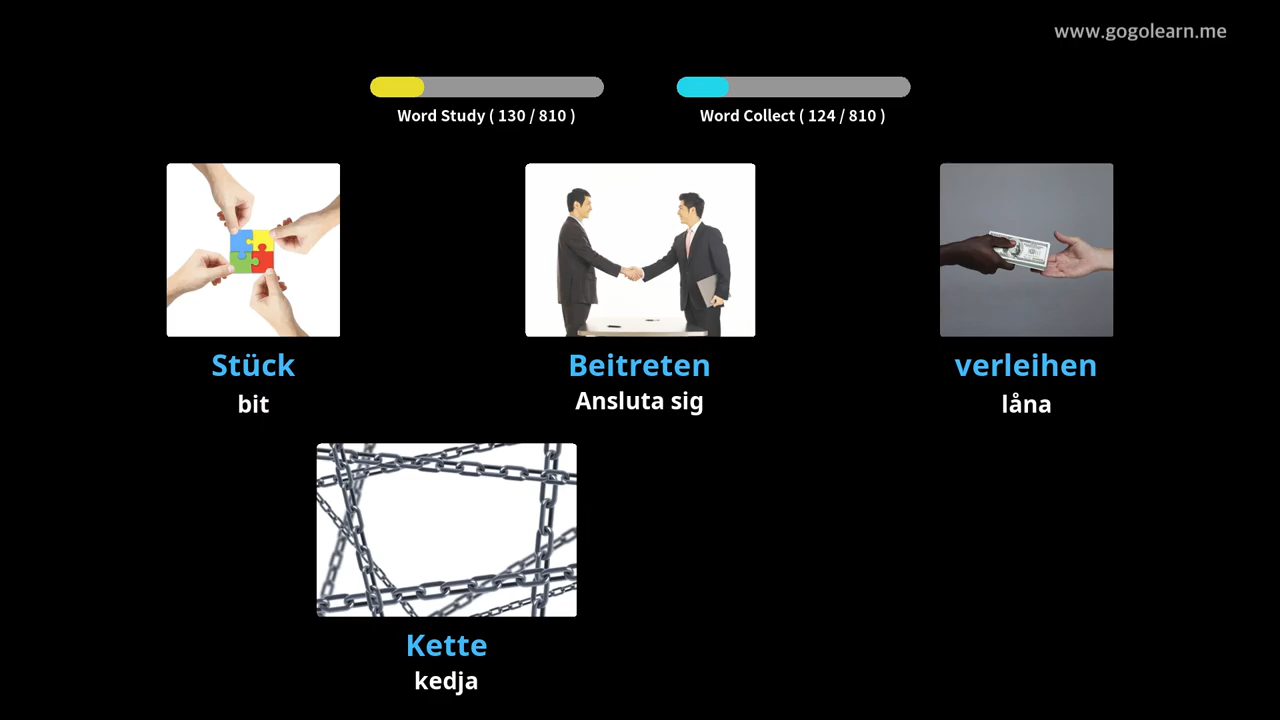 www.gogolearn.me
Word Study ( 130 / 810 )
Word Collect ( 124 / 810 )
Stück
bit
Beitreten
Ansluta sig
verleihen
låna
Kette
kedja